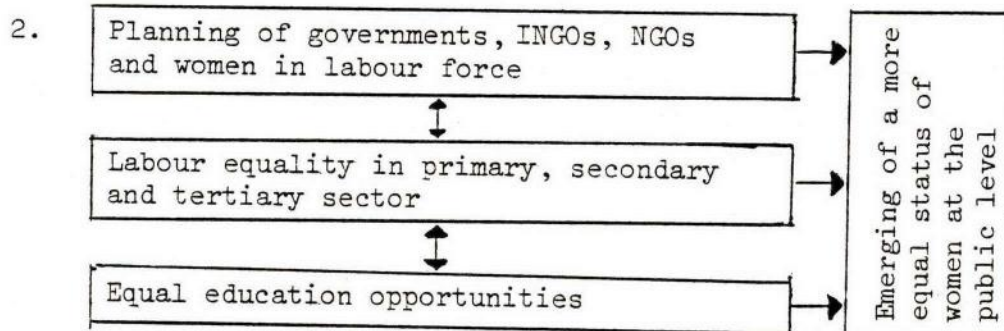 2.
Planning of governments, INGOs, NGOs
and women in labour force
Labour equality in primary, secondary
and tertiary sector
Equal education opportunities
Emerging of a more
equal status of
women at the
public level